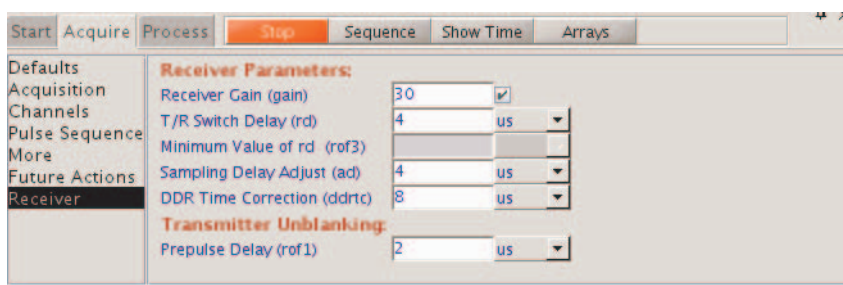 Start Acquire Process Stop Sequence Show Time Arrays
Defaults
Acquisition
Channels
Pulse Sequence
More
Future Actions
Receiver
Receiver Parameters:
Receiver Gain (gain) 30
T/R Switch Delay (rd) 4 us
Minimum Value of rd (rof3)
Sampling Delay Adjust (ad) 4 us
DDR Time Correction (ddrtc) 8 us
Transmitter Unblanking:
Prepulse Delay (rof1) 2 us